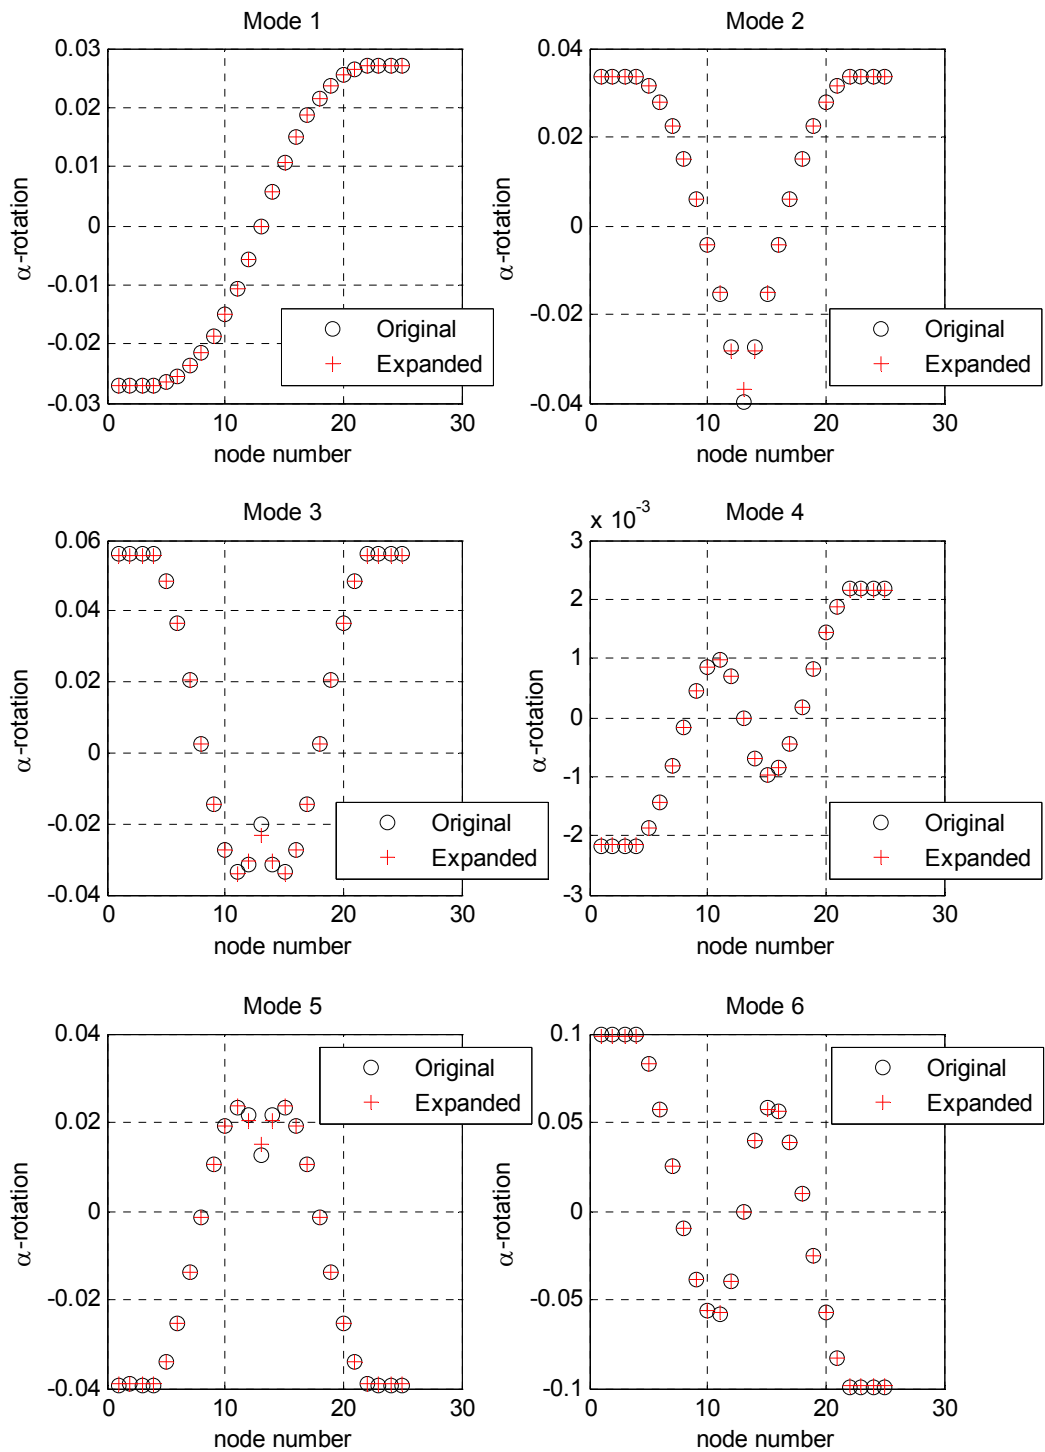 Mode 1
Mode 2
0.03
0.02
0.01
0
-0.01
-0.02
-0.03
α-rotation
0
10
20
30
node number
Original
Expanded
0.04
0.02
0
-0.02
-0.04
α-rotation
0
10
20
30
node number
Original
Expanded
Mode 3
x 10^-3
Mode 4
0.06
0.04
0.02
0
-0.02
-0.04
α-rotation
0
10
20
30
node number
Original
Expanded
3
2
1
0
-1
-2
-3
α-rotation
0
10
20
30
node number
Original
Expanded
Mode 5
Mode 6
0.04
0.02
0
-0.02
-0.04
α-rotation
0
10
20
30
node number
Original
Expanded
0.1
0.05
0
-0.05
-0.1
α-rotation
0
10
20
30
node number
Original
Expanded